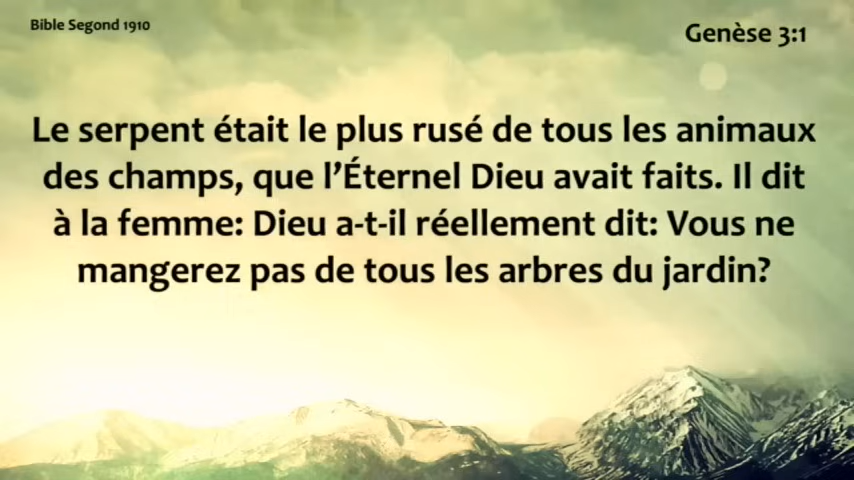 Bible Segond 1910
Genèse 3:1
Le serpent était le plus rusé de tous les animaux
des champs, que l’Éternel Dieu avait faits. Il dit
à la femme: Dieu a-t-il réellement dit: Vous ne
mangerez pas de tous les arbres du jardin?